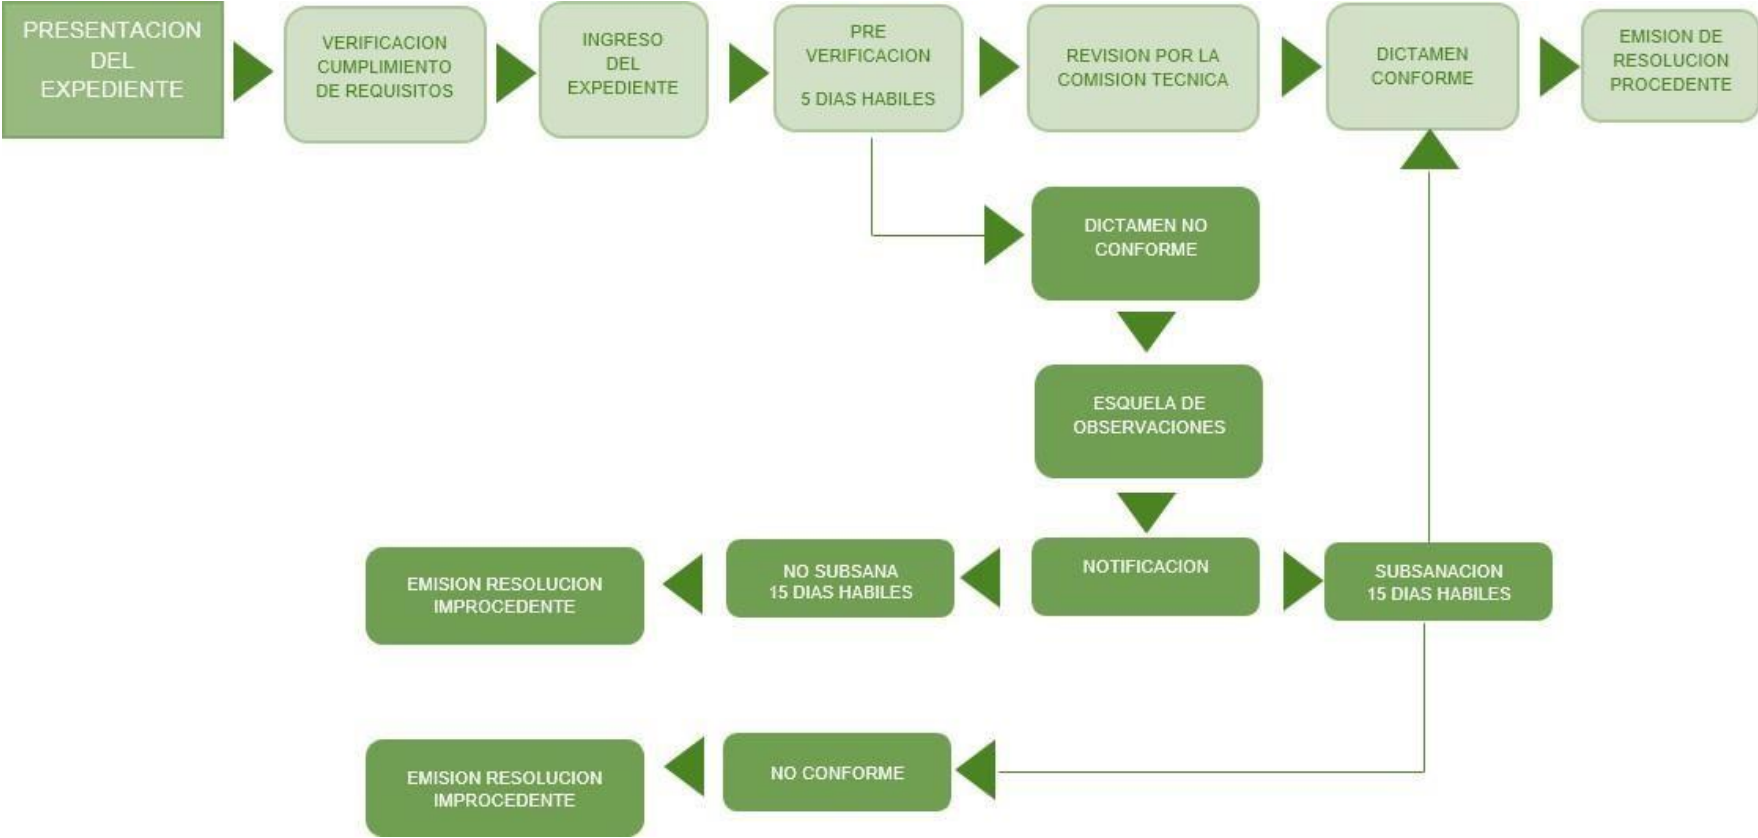 PRESENTACION
DEL
EXPEDIENTE
VERIFICACION
CUMPLIMIENTO
DE REQUISITOS
INGRESO
DEL
EXPEDIENTE
PRE
VERIFICACION
5 DIAS HABILES
REVISION POR LA
COMISION TECNICA
DICTAMEN
CONFORME
EMISION DE
RESOLUCION
PROCEDENTE
DICTAMEN NO
CONFORME
ESQUELA DE
OBSERVACIONES
NOTIFICACION
NO SUBSANA
15 DIAS HABILES
EMISION RESOLUCION
IMPROCEDENTE
SUBSANACION
15 DIAS HABILES
NO CONFORME
EMISION RESOLUCION
IMPROCEDENTE